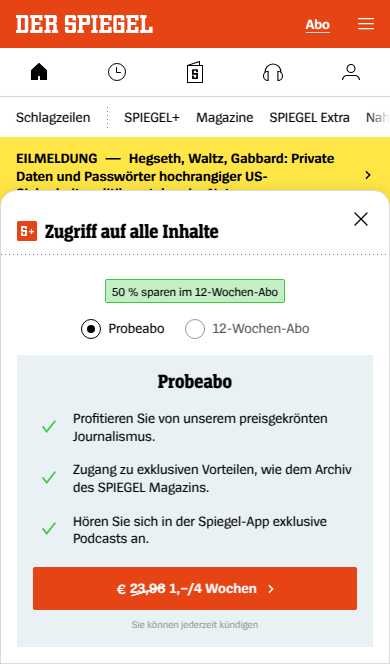 DER SPIEGEL
Abo
Schlagzeilen
SPIEGEL+
Magazine
SPIEGEL Extra
EILMELDUNG — Hegseth, Waltz, Gabbard: Private
Daten und Passwörter hochrangiger US-
S+ Zugriff auf alle Inhalte
50 % sparen im 12-Wochen-Abo
Probeabo
12-Wochen-Abo
Probeabo
Profitieren Sie von unserem preisgekrönten
Journalismus.
Zugang zu exklusiven Vorteilen, wie dem Archiv
des SPIEGEL Magazins.
Hören Sie sich in der Spiegel-App exklusive
Podcasts an.
€ 23,96 1,–/4 Wochen
Sie können jederzeit kündigen